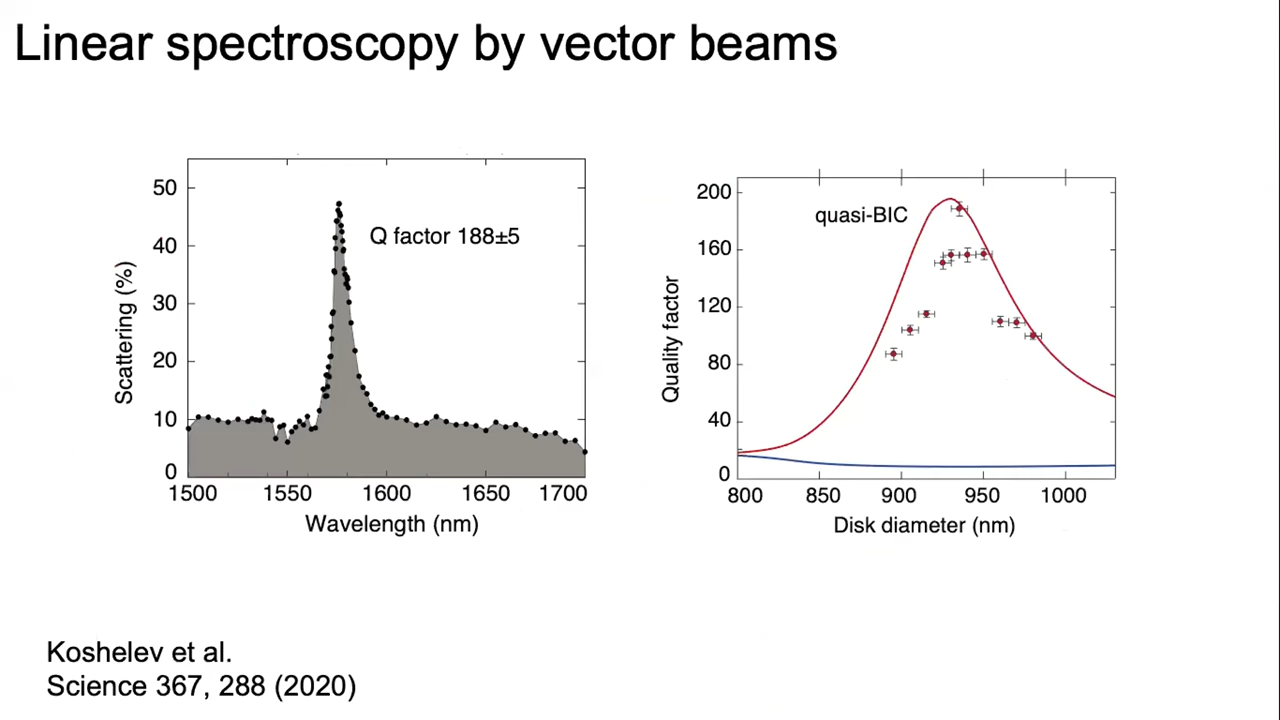 Linear spectroscopy by vector beams
50
40
30
20
10
0
Scattering (%)
Q factor 188±5
1500 1550 1600 1650 1700
Wavelength (nm)
200
160
120
80
40
0
Quality factor
quasi-BIC
800 850 900 950 1000
Disk diameter (nm)
Koshelev et al.
Science 367, 288 (2020)